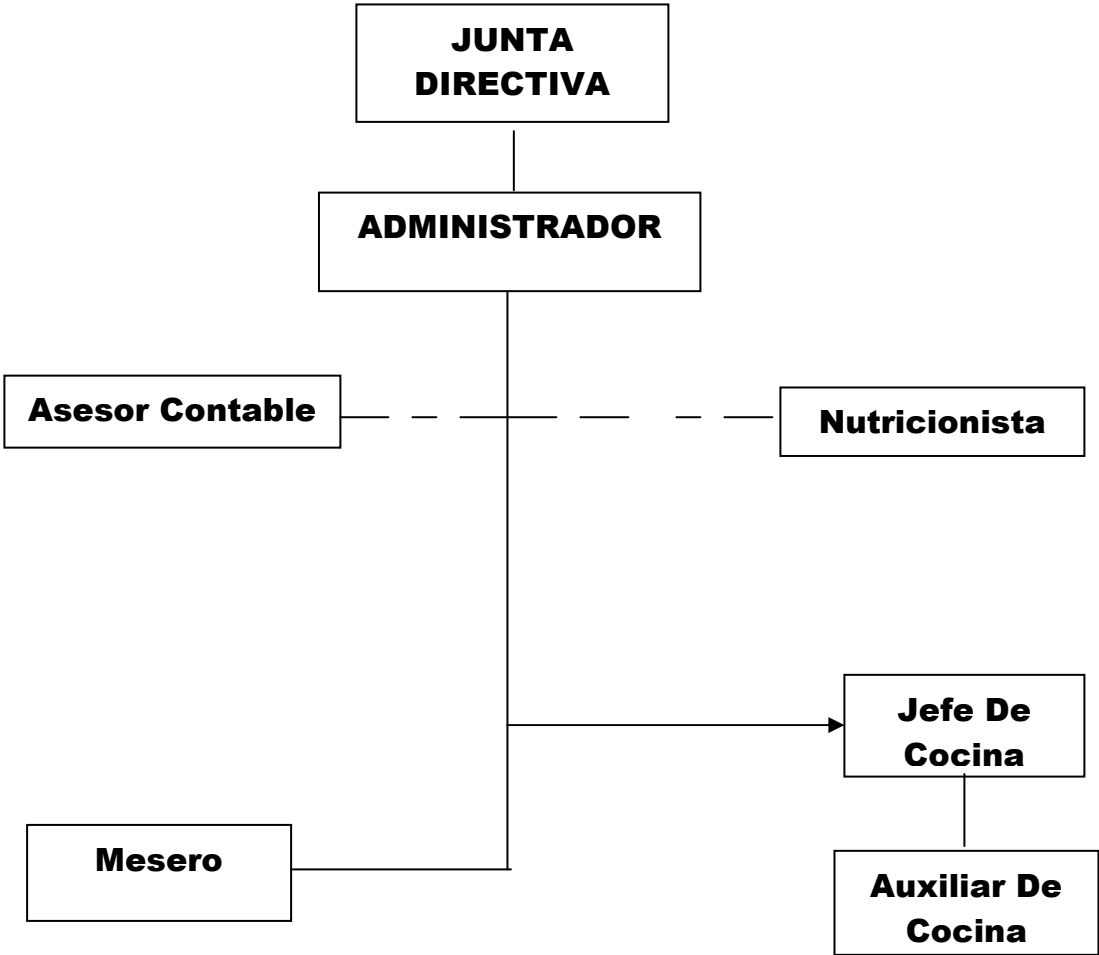 JUNTA
DIRECTIVA
ADMINISTRADOR
Asesor Contable
Nutricionista
Jefe De
Cocina
Mesero
Auxiliar De
Cocina